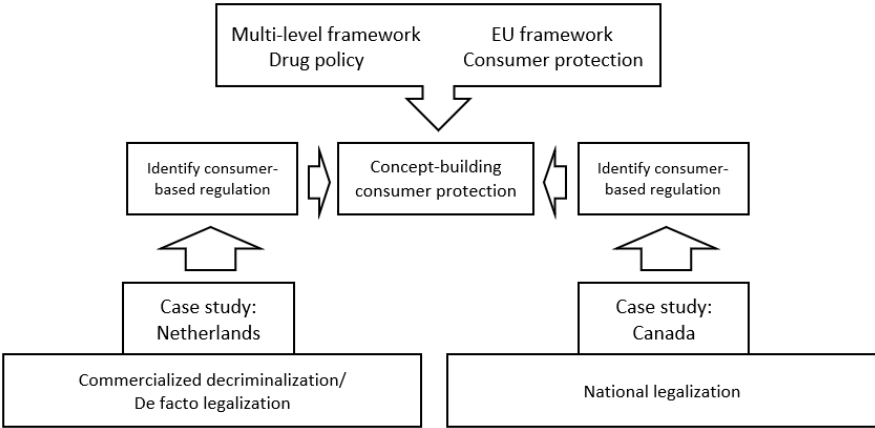 Multi-level framework
Drug policy
EU framework
Consumer protection
Identify consumer-
based regulation
Concept-building
consumer protection
Identify consumer-
based regulation
Case study:
Netherlands
Case study:
Canada
Commercialized decriminalization/
De facto legalization
National legalization